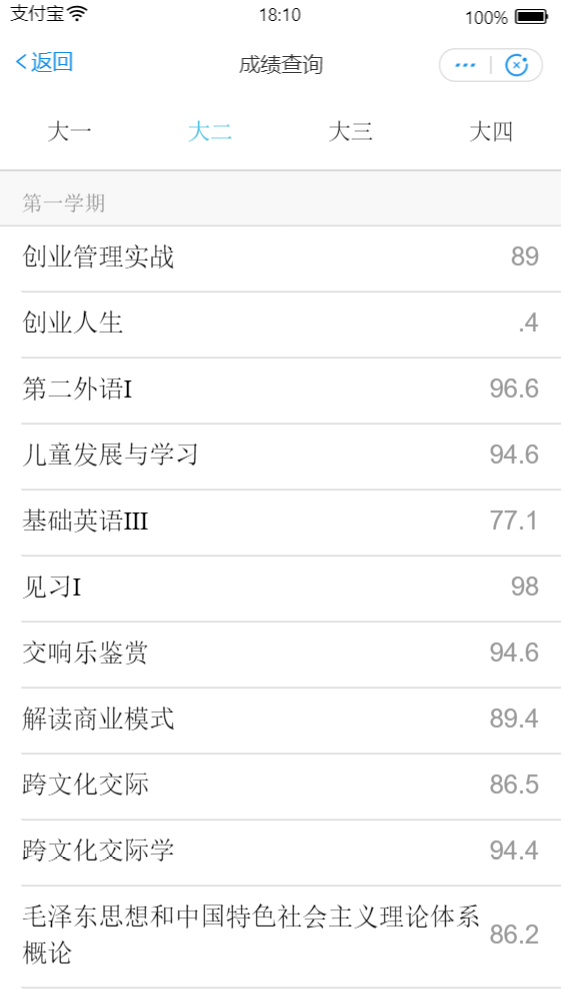 支付宝 18:10 100%
<返回 成绩查询
大一 大二 大三 大四
第一学期
创业管理实战 89
创业人生 .4
第二外语I 96.6
儿童发展与学习 94.6
基础英语III 77.1
见习I 98
交响乐鉴赏 94.6
解读商业模式 89.4
跨文化交际 86.5
跨文化交际学 94.4
毛泽东思想和中国特色社会主义理论体系
概论 86.2